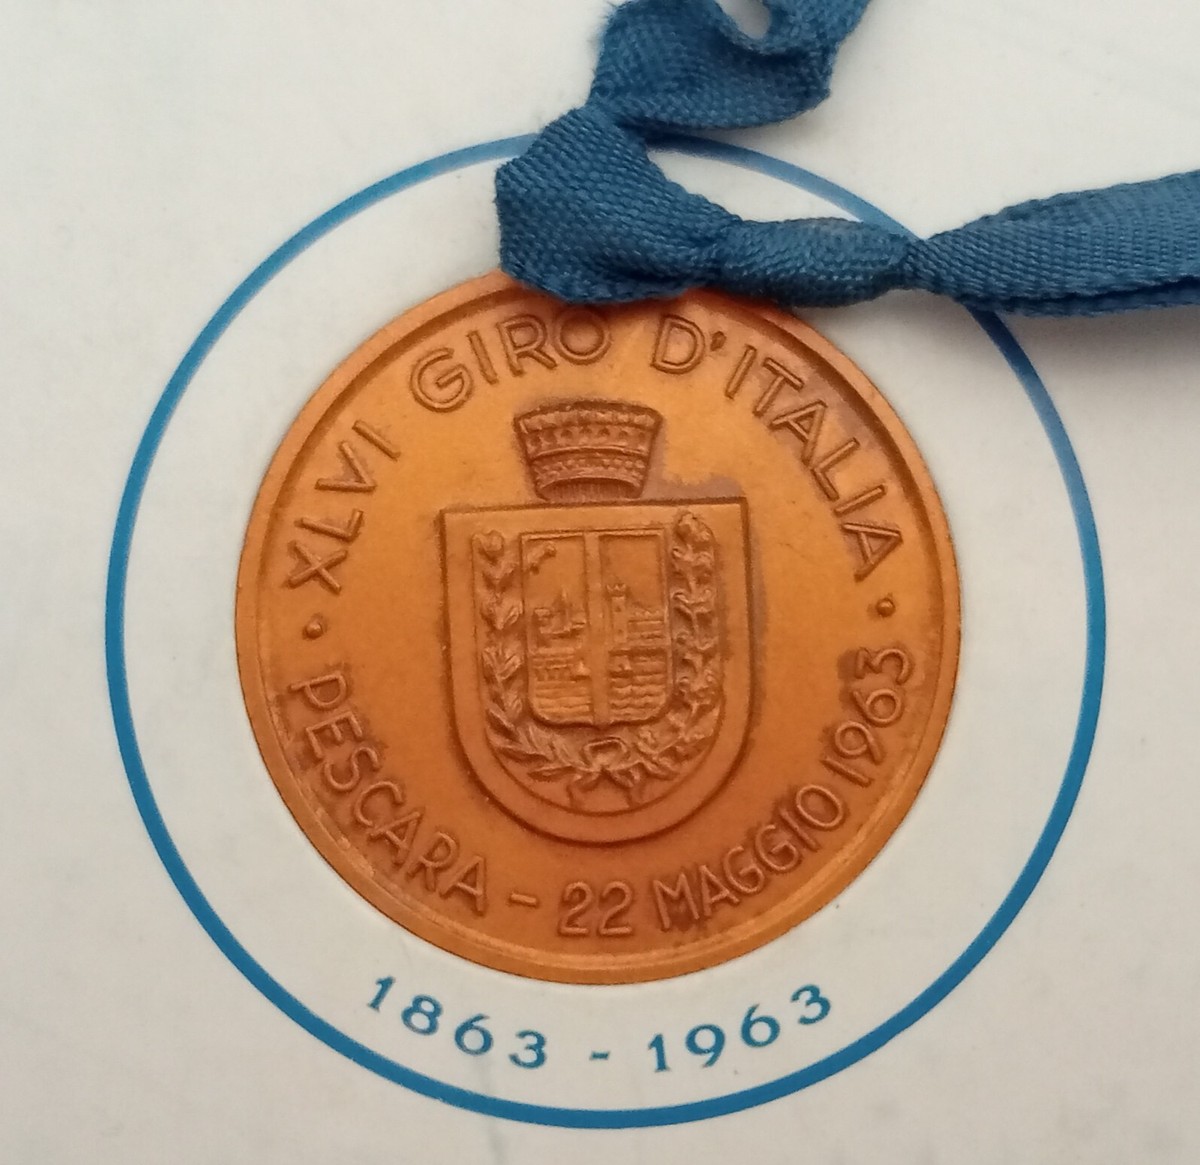 · XLVI GIRO D'ITALIA ·
PESCARA - 22 MAGGIO 1963
1863 - 1963